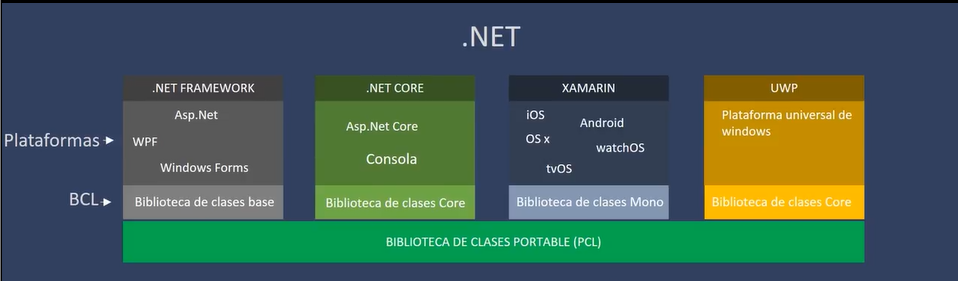 .NET
.NET FRAMEWORK
.NET CORE
XAMARIN
UWP
Plataformas
Asp.Net
WPF
Windows Forms
Asp.Net Core
Consola
iOS
Android
OS x
watchOS
tvOS
Plataforma universal de
windows
BCL
Biblioteca de clases base
Biblioteca de clases Core
Biblioteca de clases Mono
Biblioteca de clases Core
BIBLIOTECA DE CLASES PORTABLE (PCL)